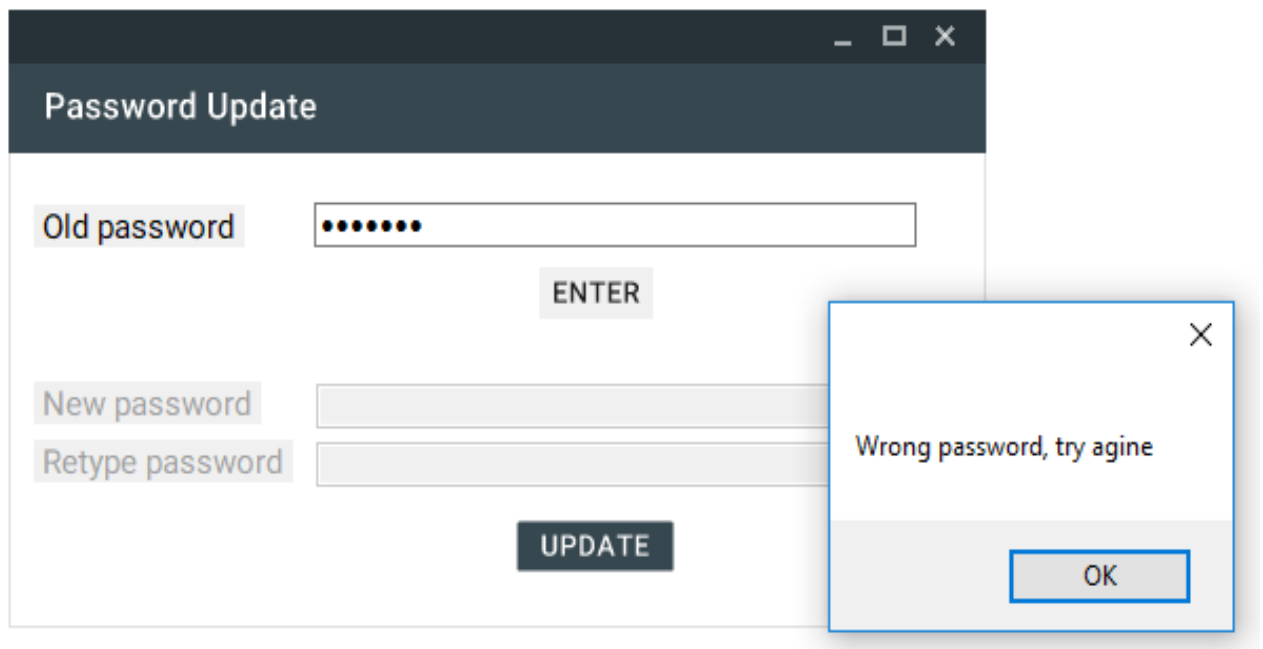 Password Update
Old password •••••••
ENTER
New password
Retype password
UPDATE
Wrong password, try agine
OK